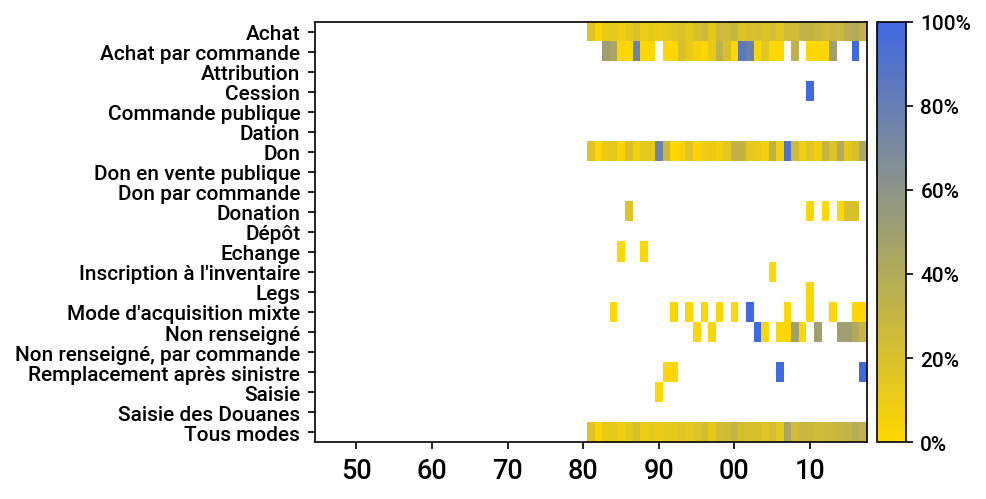 Achat
Achat par commande
Attribution
Cession
Commande publique
Dation
Don
Don en vente publique
Don par commande
Donation
Dépôt
Echange
Inscription à l'inventaire
Legs
Mode d'acquisition mixte
Non renseigné
Non renseigné, par commande
Remplacement après sinistre
Saisie
Saisie des Douanes
Tous modes
50 60 70 80 90 00 10
100%
80%
60%
40%
20%
0%